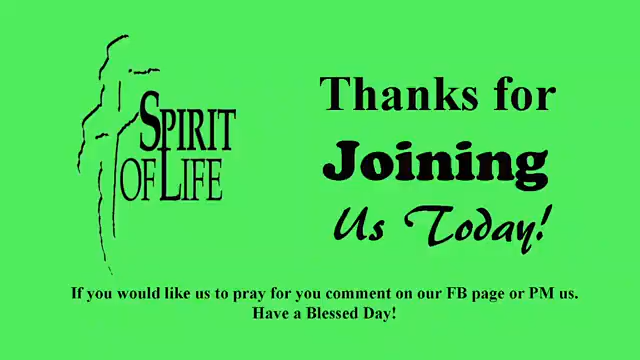 SPIRIT
OF LIFE
Thanks for
Joining
Us Today!
If you would like us to pray for you comment on our FB page or PM us.
Have a Blessed Day!